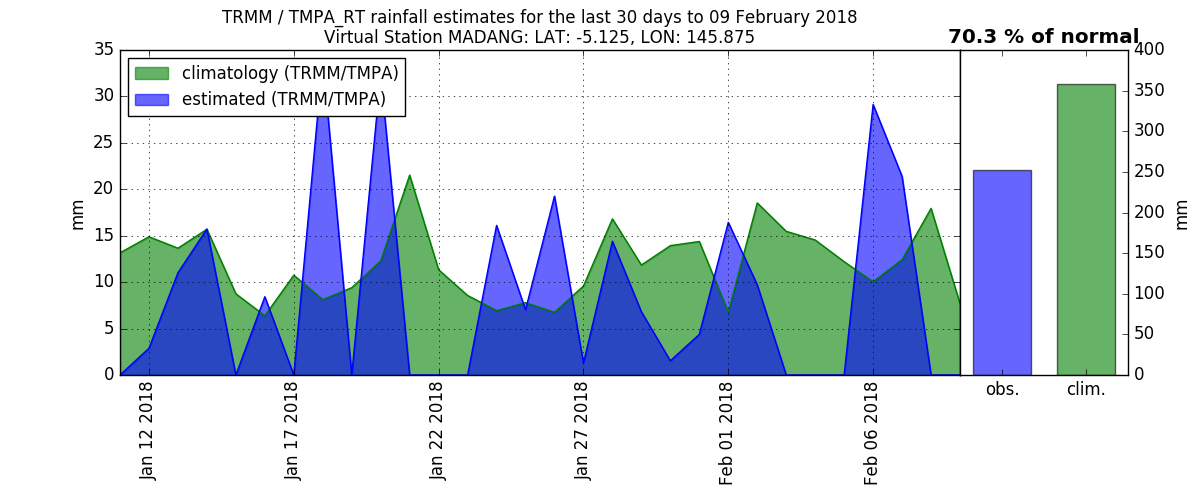 TRMM / TMPA_RT rainfall estimates for the last 30 days to 09 February 2018
Virtual Station MADANG: LAT: -5.125, LON: 145.875
70.3 % of normal
climatology (TRMM/TMPA)
estimated (TRMM/TMPA)
35
30
25
20
15
10
5
0
mm
Jan 12 2018
Jan 17 2018
Jan 22 2018
Jan 27 2018
Feb 01 2018
Feb 06 2018
obs.
clim.
400
350
300
250
200
150
100
50
0
mm